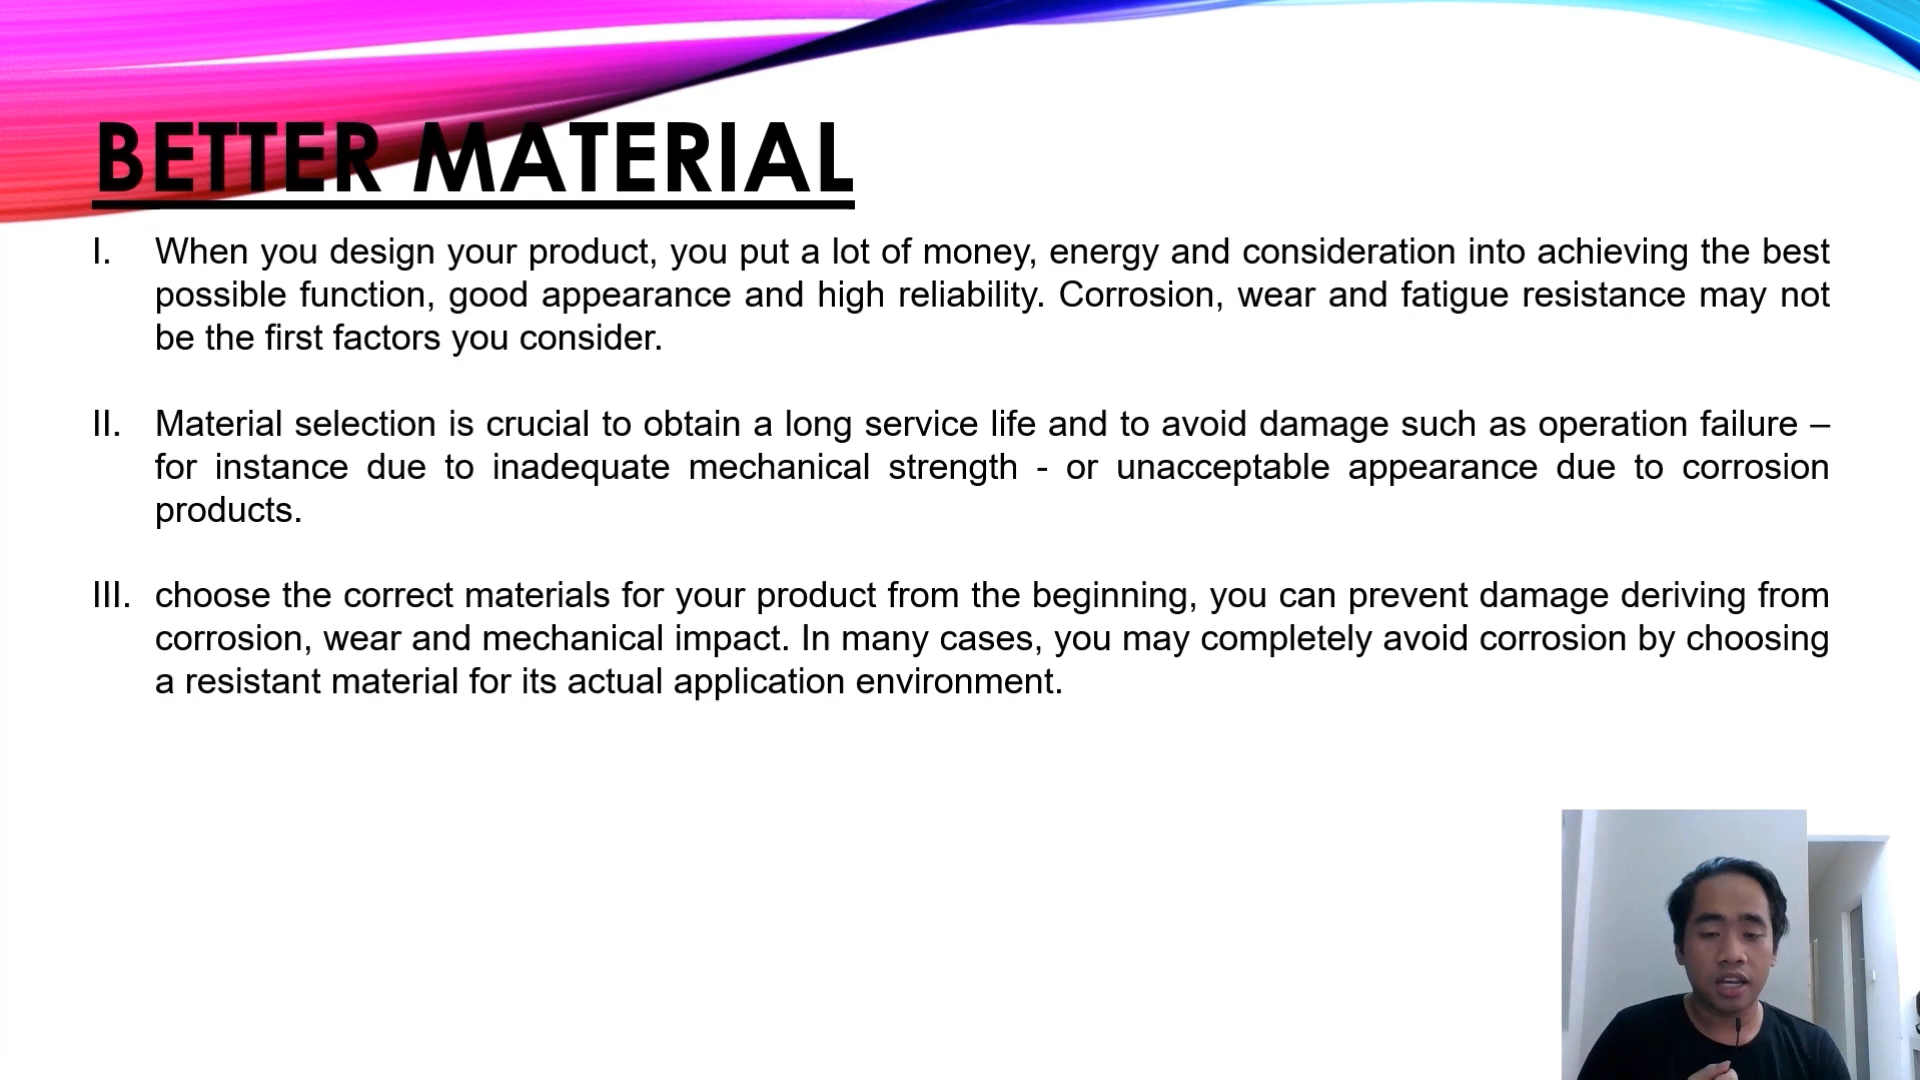 BETTER MATERIAL
I. When you design your product, you put a lot of money, energy and consideration into achieving the best
possible function, good appearance and high reliability. Corrosion, wear and fatigue resistance may not
be the first factors you consider.
II. Material selection is crucial to obtain a long service life and to avoid damage such as operation failure –
for instance due to inadequate mechanical strength - or unacceptable appearance due to corrosion
products.
III. choose the correct materials for your product from the beginning, you can prevent damage deriving from
corrosion, wear and mechanical impact. In many cases, you may completely avoid corrosion by choosing
a resistant material for its actual application environment.